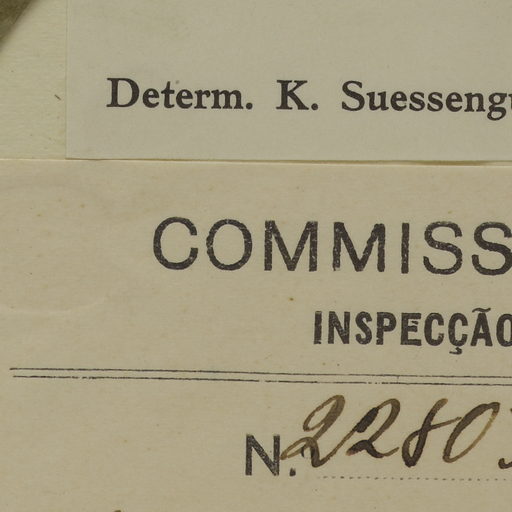 Determ. K. Suesseng
COMMISS
INSPECÇÃO
N. 2280